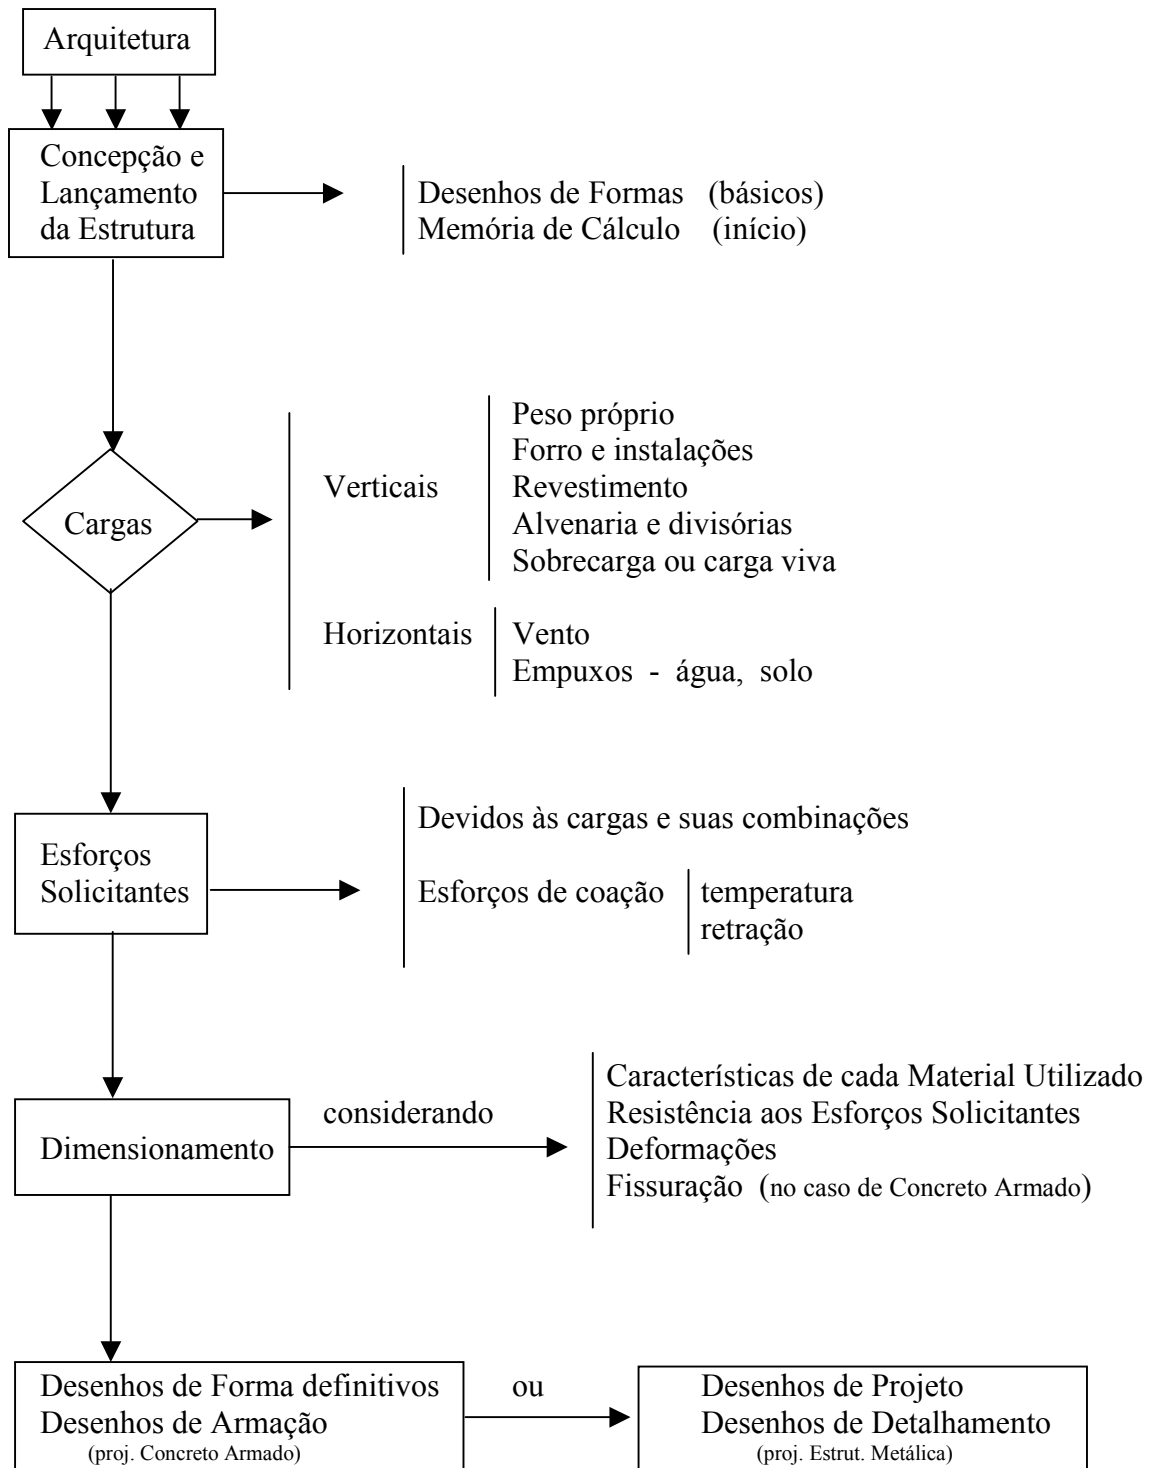 Arquitetura
Concepção e
Lançamento
da Estrutura
Desenhos de Formas (básicos)
Memória de Cálculo (início)
Cargas
Verticais
Peso próprio
Forro e instalações
Revestimento
Alvenaria e divisórias
Sobrecarga ou carga viva
Horizontais
Vento
Empuxos - água, solo
Esforços
Solicitantes
Devidos às cargas e suas combinações
Esforços de coação
temperatura
retração
Dimensionamento
considerando
Características de cada Material Utilizado
Resistência aos Esforços Solicitantes
Deformações
Fissuração (no caso de Concreto Armado)
Desenhos de Forma definitivos
Desenhos de Armação
(proj. Concreto Armado)
ou
Desenhos de Projeto
Desenhos de Detalhamento
(proj. Estrut. Metálica)